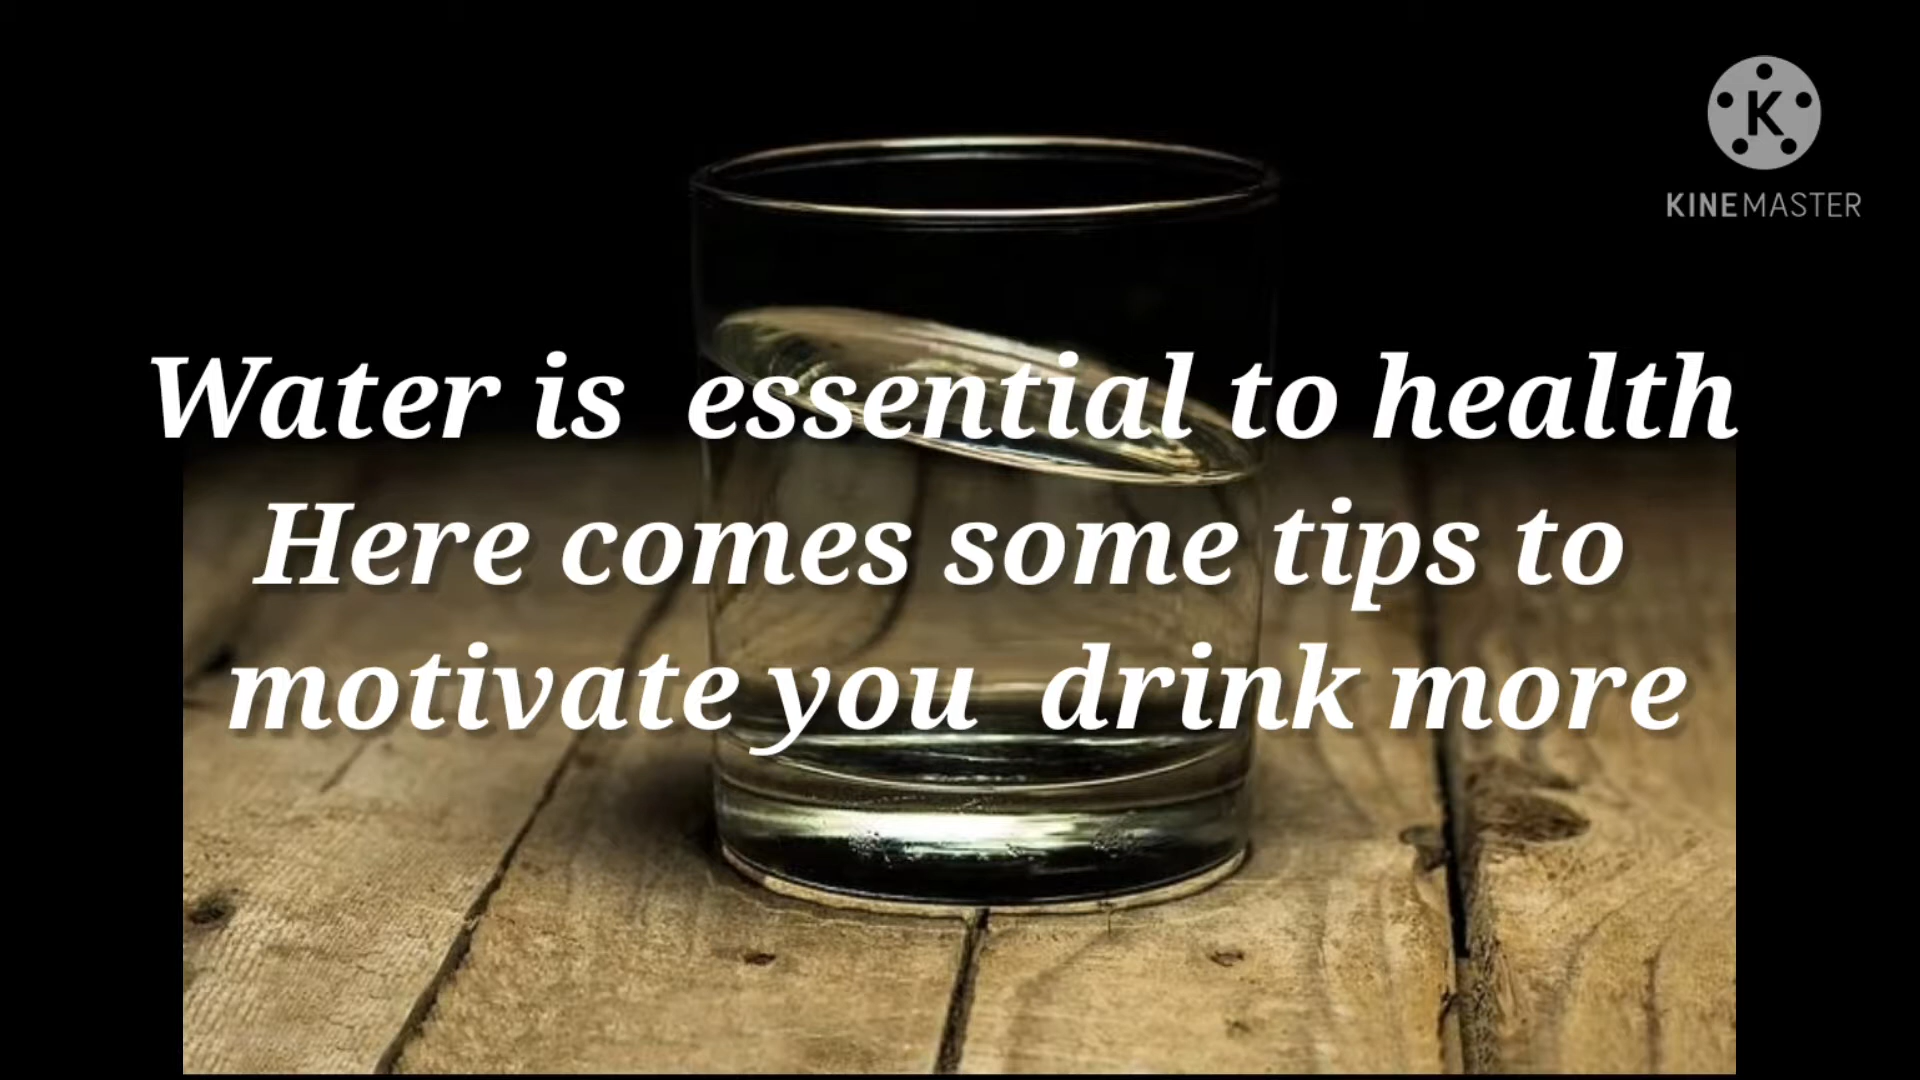 K
KINEMASTER
Water is  essential to health
Here comes some tips to
motivate you  drink more